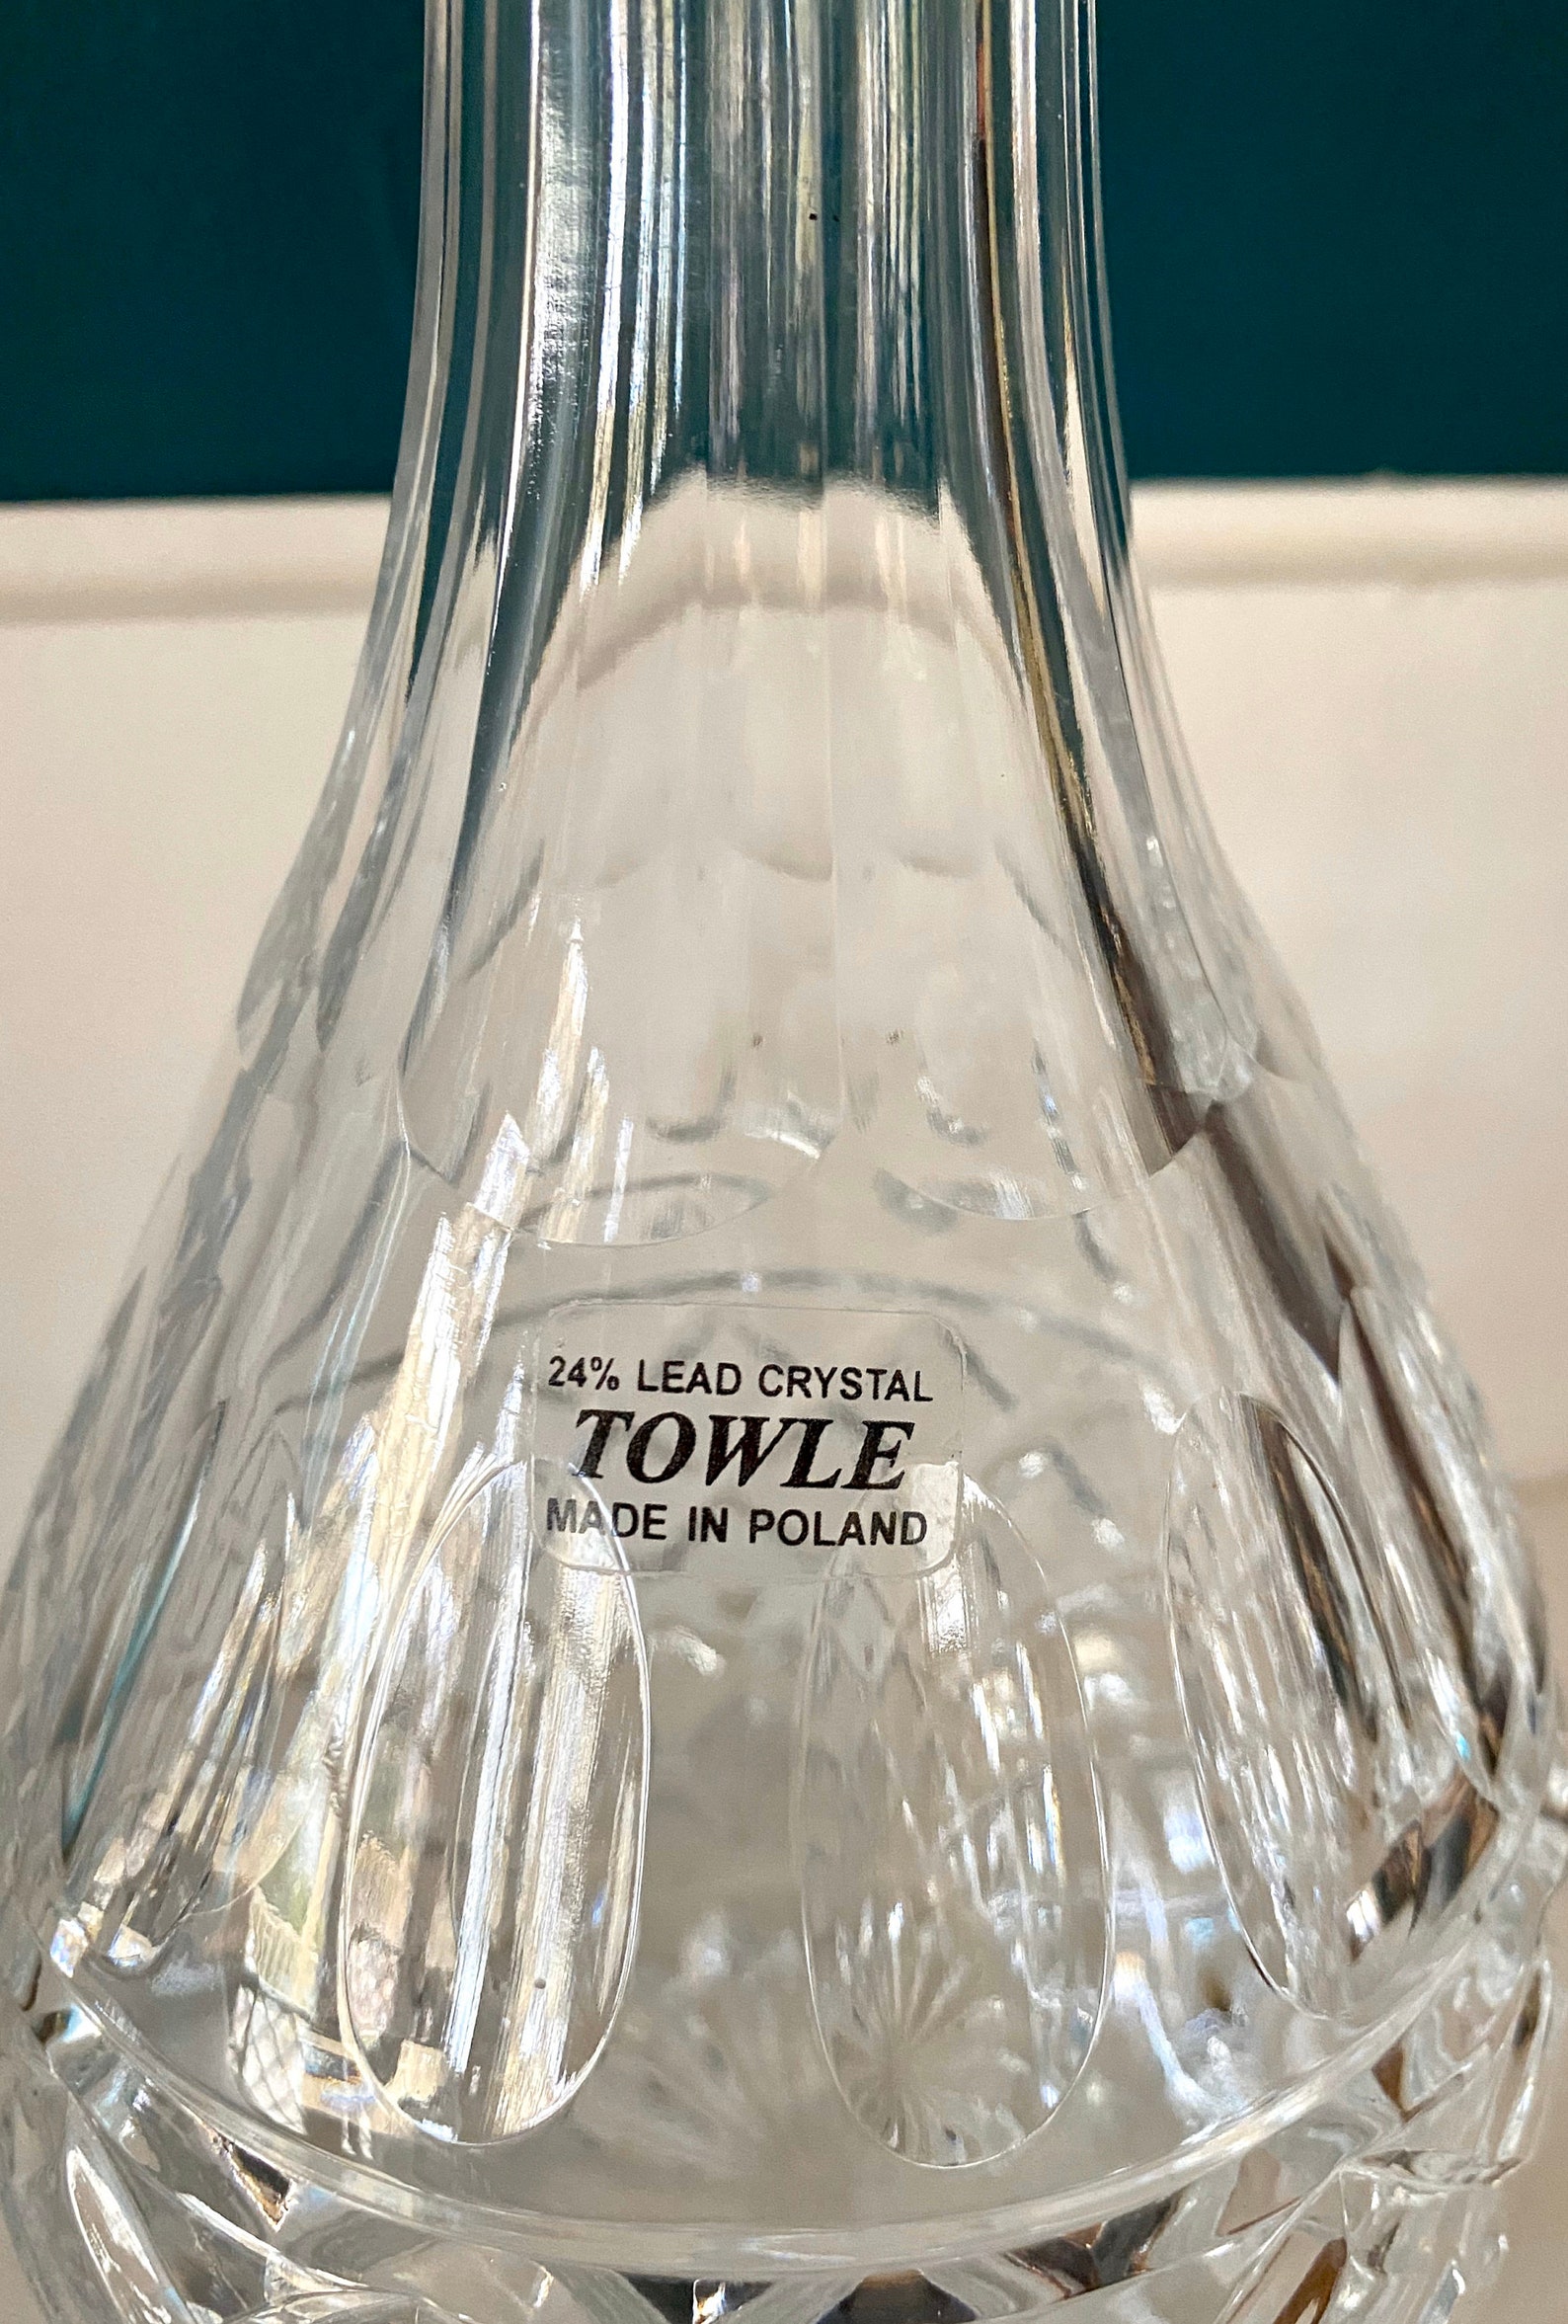 24% LEAD CRYSTAL
TOWLE
MADE IN POLAND